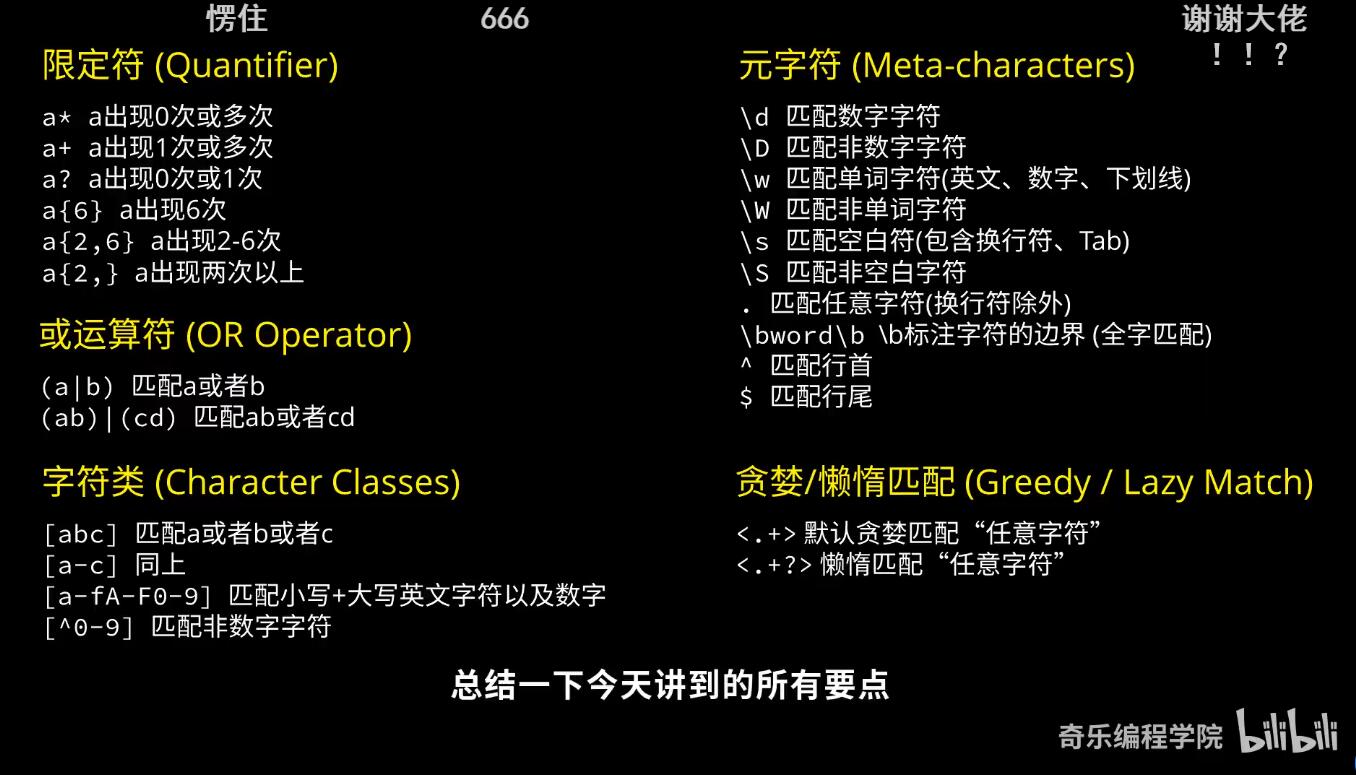 愣住
666
谢谢大佬
！！？
限定符 (Quantifier)
a* a出现0次或多次
a+ a出现1次或多次
a? a出现0次或1次
a{6} a出现6次
a{2,6} a出现2-6次
a{2,} a出现两次以上
或运算符 (OR Operator)
(a|b) 匹配a或者b
(ab)|(cd) 匹配ab或者cd
字符类 (Character Classes)
[abc] 匹配a或者b或者c
[a-c] 同上
[a-fA-F0-9] 匹配小写+大写英文字符以及数字
[^0-9] 匹配非数字字符
元字符 (Meta-characters)
\d 匹配数字字符
\D 匹配非数字字符
\w 匹配单词字符(英文、数字、下划线)
\W 匹配非单词字符
\s 匹配空白符(包含换行符、Tab)
\S 匹配非空白字符
. 匹配任意字符(换行符除外)
\bword\b \b标注字符的边界 (全字匹配)
^ 匹配行首
$ 匹配行尾
贪婪/懒惰匹配 (Greedy / Lazy Match)
<.+> 默认贪婪匹配“任意字符”
<.+?> 懒惰匹配“任意字符”
总结一下今天讲到的所有要点
奇乐编程学院 bilibili